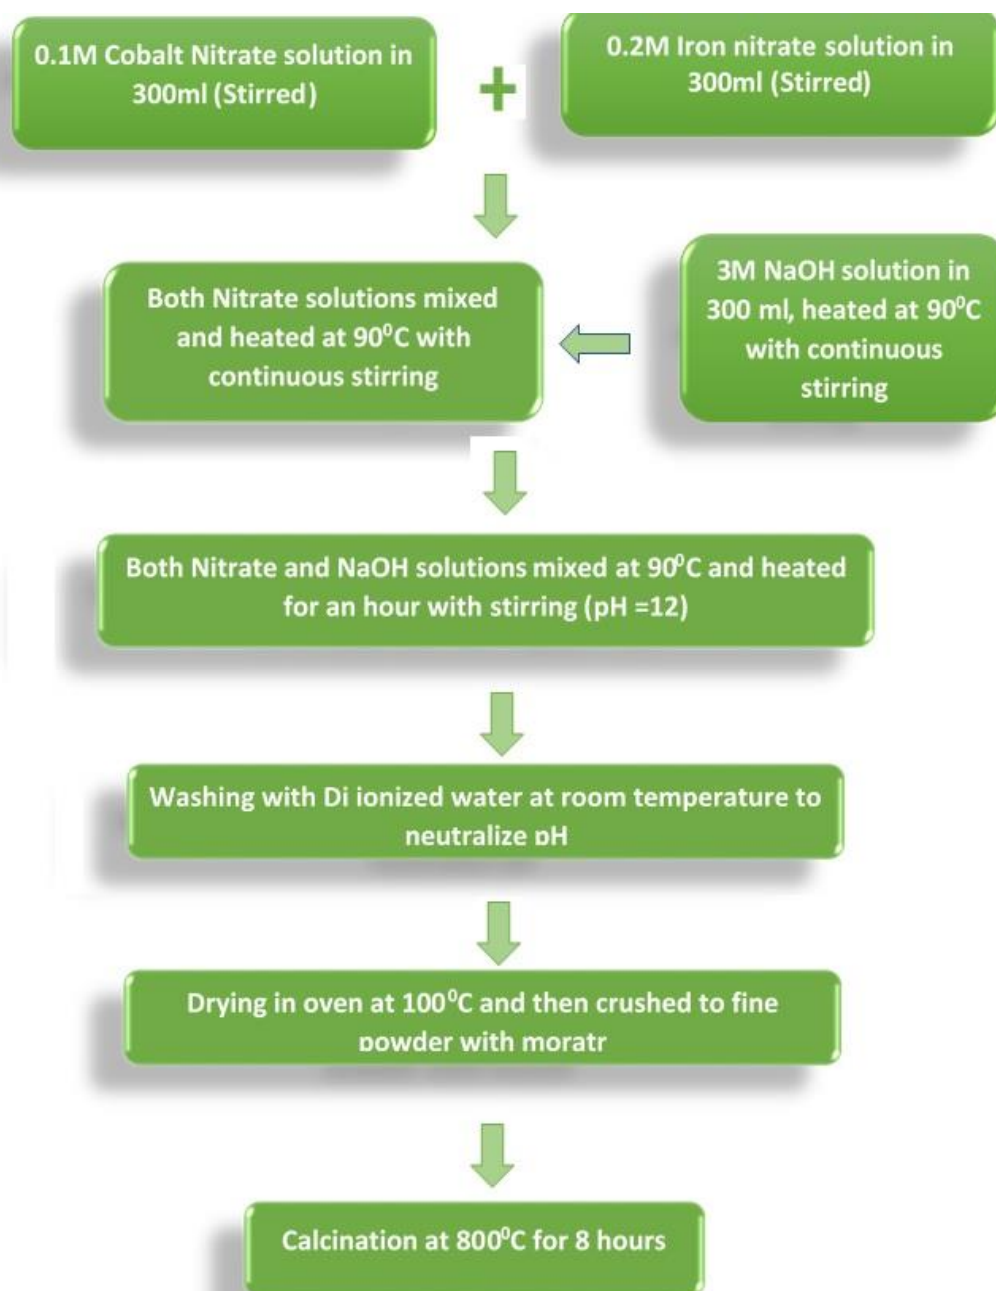 0.1M Cobalt Nitrate solution in
300ml (Stirred)
+
0.2M Iron nitrate solution in
300ml (Stirred)
Both Nitrate solutions mixed
and heated at 90⁰C with
continuous stirring
3M NaOH solution in
300 ml, heated at 90⁰C
with continuous
stirring
Both Nitrate and NaOH solutions mixed at 90⁰C and heated
for an hour with stirring (pH =12)
Washing with Di ionized water at room temperature to
neutralize pH
Drying in oven at 100⁰C and then crushed to fine
powder with moratr
Calcination at 800⁰C for 8 hours